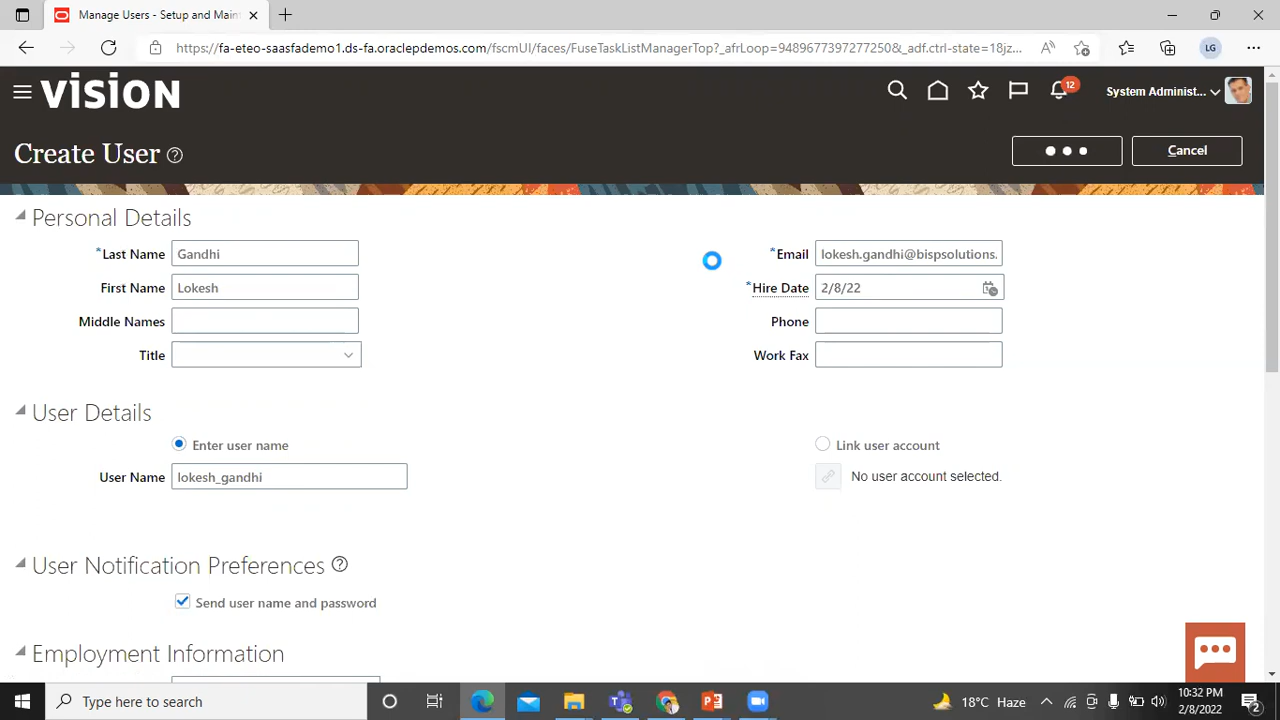 Manage Users - Setup and Main
https://fa-eteo-saasfademo1.ds-fa.oraclepdemos.com/fscmUI/faces/FuseTaskListManagerTop?_afrLoop=94896773977277250&_adf.ctrl-state=18jz...
LG
vision
12
System Administ...
Create User
Cancel
Personal Details
*Last Name Gandhi
*Email lokesh.gandhi@bispsolutions.
First Name Lokesh
*Hire Date 2/8/22
Middle Names
Phone
Title
Work Fax
User Details
Enter user name
Link user account
User Name lokesh_gandhi
No user account selected.
User Notification Preferences
Send user name and password
Employment Information
Type here to search
18°C Haze
10:32 PM
2/8/2022
2